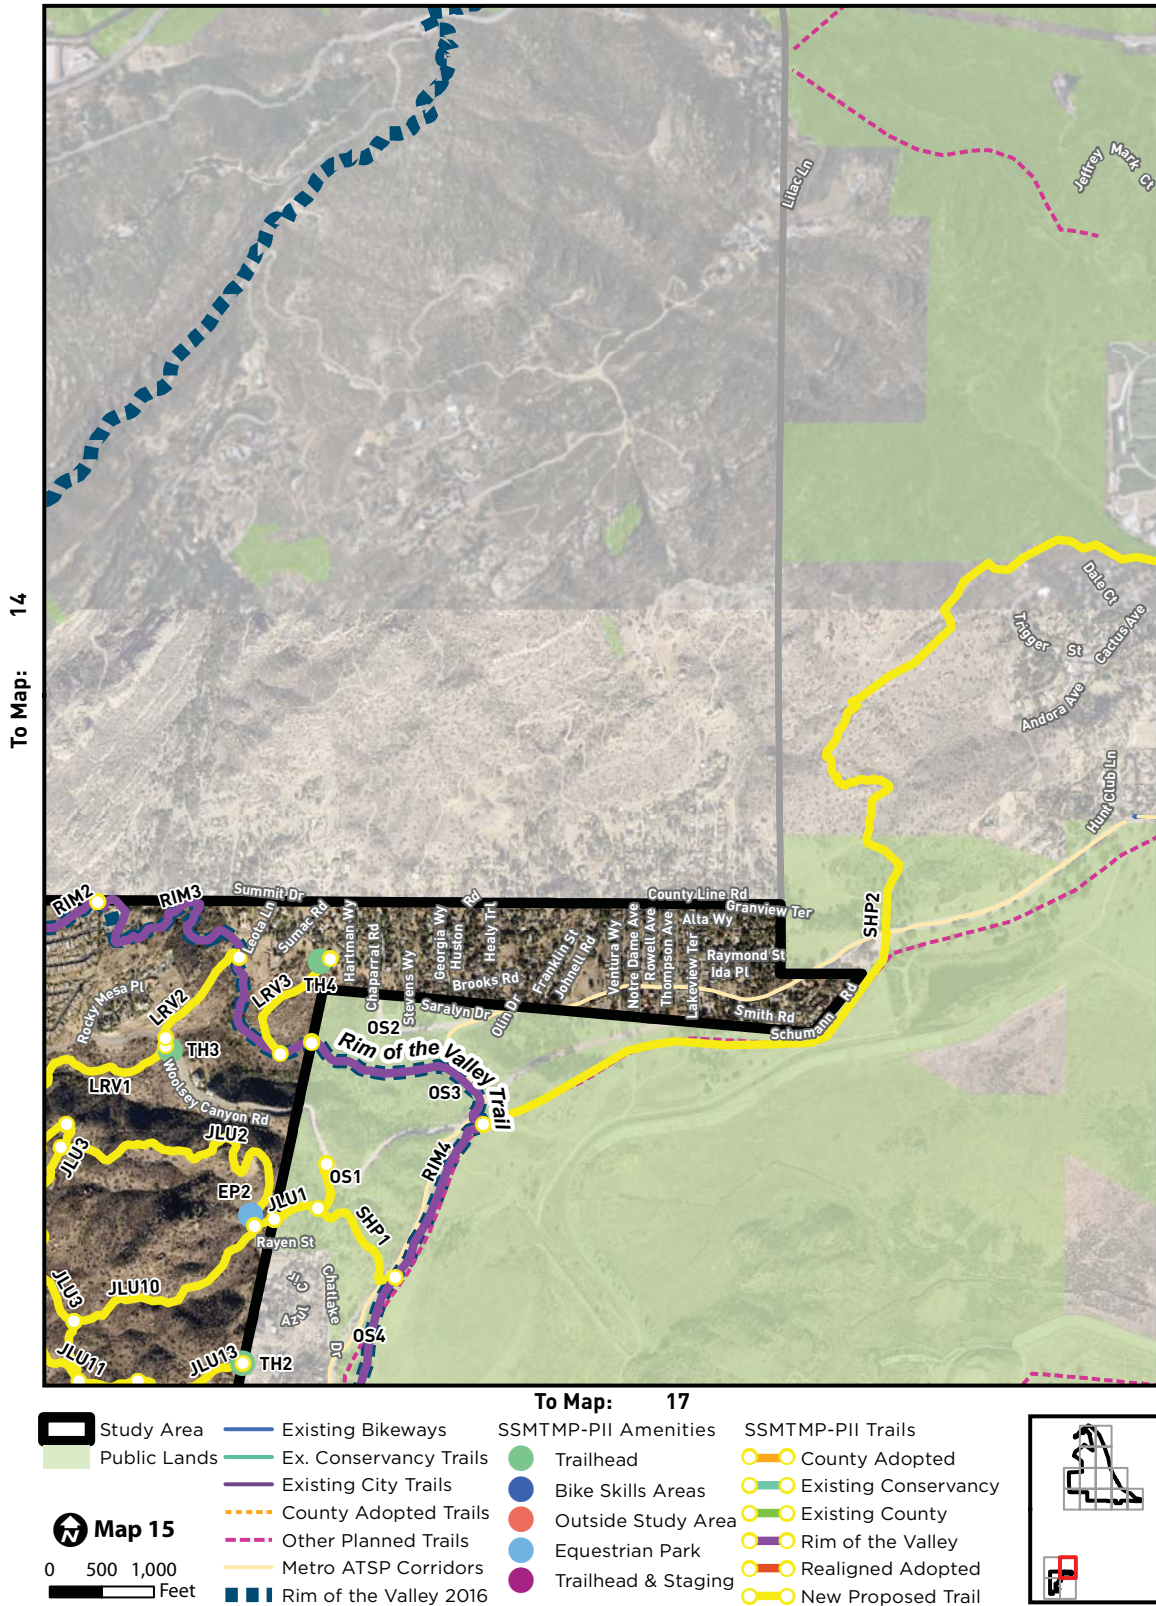 Lilac Ln
Jeffrey Mark Ct
To Map: 14
Dale Ct
Trigger St
Cactus Ave
Andora Ave
Hunt Club Ln
RIM2
RIM3
Summit Dr
County Line Rd
Granview Ter
SHP2
Leota Ln
Sumac Rd
Hartman Wy
Chaparral Rd
Stevens Wy
Georgia Wy
Huston Rd
Healy Trl
Brooks Rd
Saralyn Dr
Olin Dr
Franklin St
Johnell Rd
Ventura Wy
Notre Dame Ave
Rowell Ave
Thompson Ave
Lakeview Ter
Alta Wy
Raymond St
Ida Pl
Smith Rd
Schumann Rd
Rocky Mesa Pl
LRV2
LRV3
TH4
OS2
Rim of the Valley Trail
TH3
LRV1
Woolsey Canyon Rd
OS3
JLU3
JLU2
RIM4
EP2
JLU1
OS1
SHP1
Rayen St
JLU3
JLU10
Azul Cir
Chatlake Dr
OS4
JLU11
JLU13
TH2
To Map: 17
Study Area
Public Lands
Map 15
N
0 500 1,000
Feet
Existing Bikeways
Ex. Conservancy Trails
Existing City Trails
County Adopted Trails
Other Planned Trails
Metro ATSP Corridors
Rim of the Valley 2016
SSMTMP-PII Amenities
Trailhead
Bike Skills Areas
Outside Study Area
Equestrian Park
Trailhead & Staging
SSMTMP-PII Trails
County Adopted
Existing Conservancy
Existing County
Rim of the Valley
Realigned Adopted
New Proposed Trail